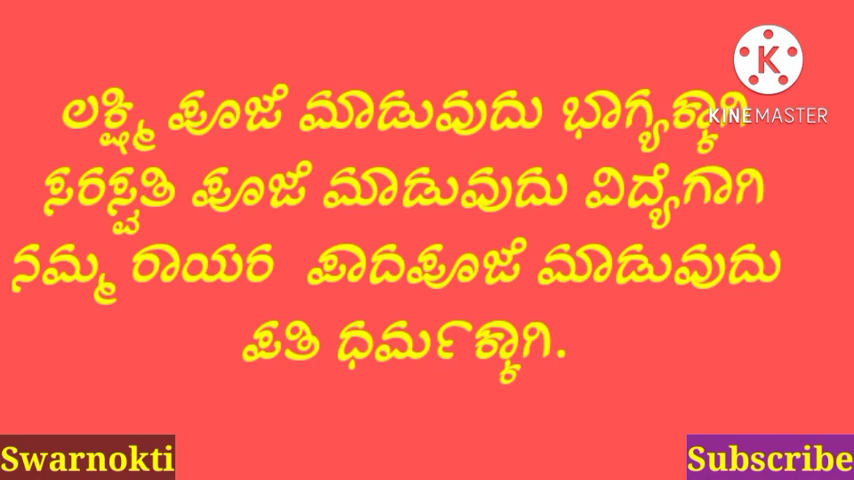 ಲಕ್ಷ್ಮಿ ಪೂಜೆ ಮಾಡುವುದು ಭಾಗ್ಯಕ್ಕಾಗಿ
K
KINEMASTER
ಸರಸ್ವತಿ ಪೂಜೆ ಮಾಡುವುದು ವಿದ್ಯೆಗಾಗಿ
ನಮ್ಮ ರಾಯರ ಪಾದಪೂಜೆ ಮಾಡುವುದು
ಪತಿ ಧರ್ಮಕ್ಕಾಗಿ.
Swarnokti
Subscribe